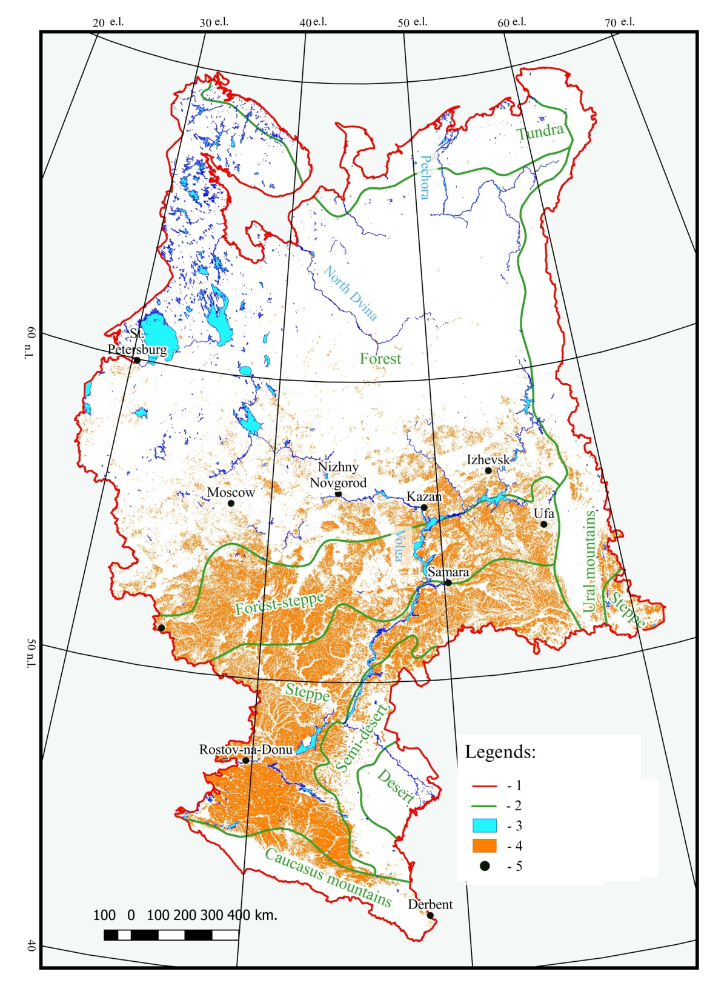 20 e.l.
30 e.l.
40 e.l.
50 e.l.
60 e.l.
70 e.l.
Tundra
Pechora
North Dvina
60 n.l.
St.
Petersburg
Forest
Izhevsk
Nizhny
Novgorod
Moscow
Kazan
Ufa
Volga
Ural mountains
Samara
Forest-steppe
Steppe
50 n.l.
Steppe
Semi-desert
Rostov-na-Donu
Desert
Legends:
- 1
- 2
- 3
- 4
- 5
Caucasus mountains
Derbent
100 0 100 200 300 400 km.
40